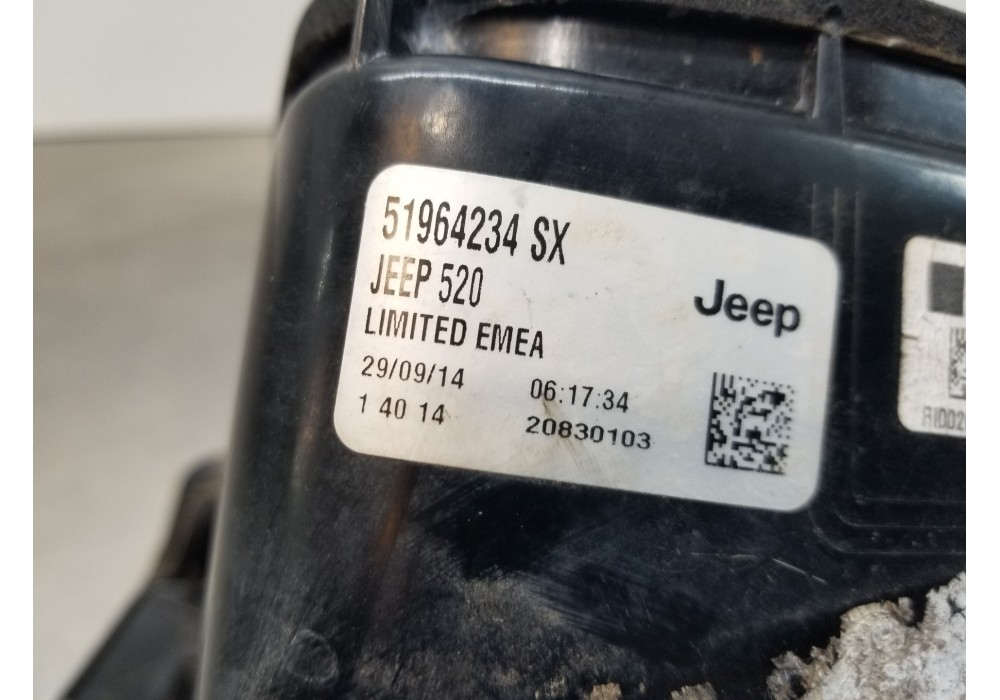 51964234 SX
JEEP 520
Jeep
LIMITED EMEA
29/09/14 06:17:34
1 40 14 20830103